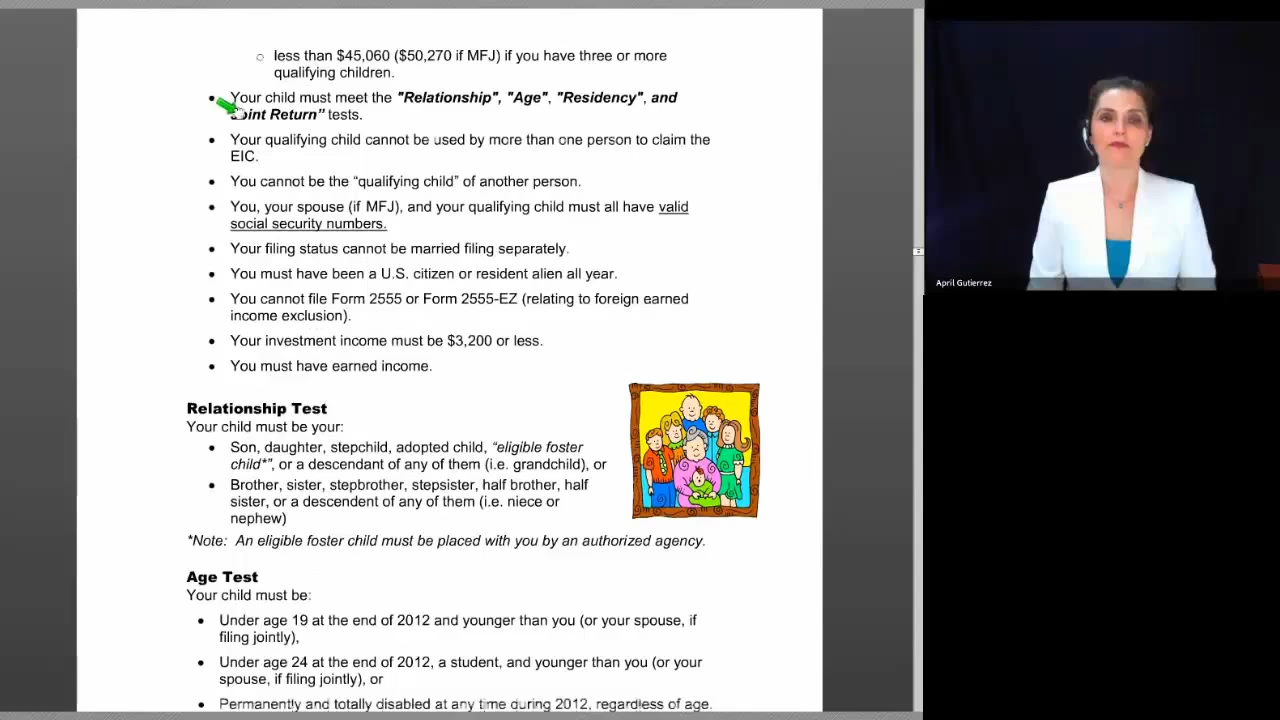 less than $45,060 ($50,270 if MFJ) if you have three or more
qualifying children.
Your child must meet the "Relationship", "Age", "Residency", and
Joint Return" tests.
Your qualifying child cannot be used by more than one person to claim the
EIC.
You cannot be the “qualifying child” of another person.
You, your spouse (if MFJ), and your qualifying child must all have valid
social security numbers.
Your filing status cannot be married filing separately.
You must have been a U.S. citizen or resident alien all year.
You cannot file Form 2555 or Form 2555-EZ (relating to foreign earned
income exclusion).
Your investment income must be $3,200 or less.
You must have earned income.
Relationship Test
Your child must be your:
Son, daughter, stepchild, adopted child, “eligible foster
child*”, or a descendant of any of them (i.e. grandchild), or
Brother, sister, stepbrother, stepsister, half brother, half
sister, or a descendent of any of them (i.e. niece or
nephew)
*Note: An eligible foster child must be placed with you by an authorized agency.
Age Test
Your child must be:
Under age 19 at the end of 2012 and younger than you (or your spouse, if
filing jointly),
Under age 24 at the end of 2012, a student, and younger than you (or your
spouse, if filing jointly), or
Permanently and totally disabled at any time during 2012, regardless of age.
April Gutierrez